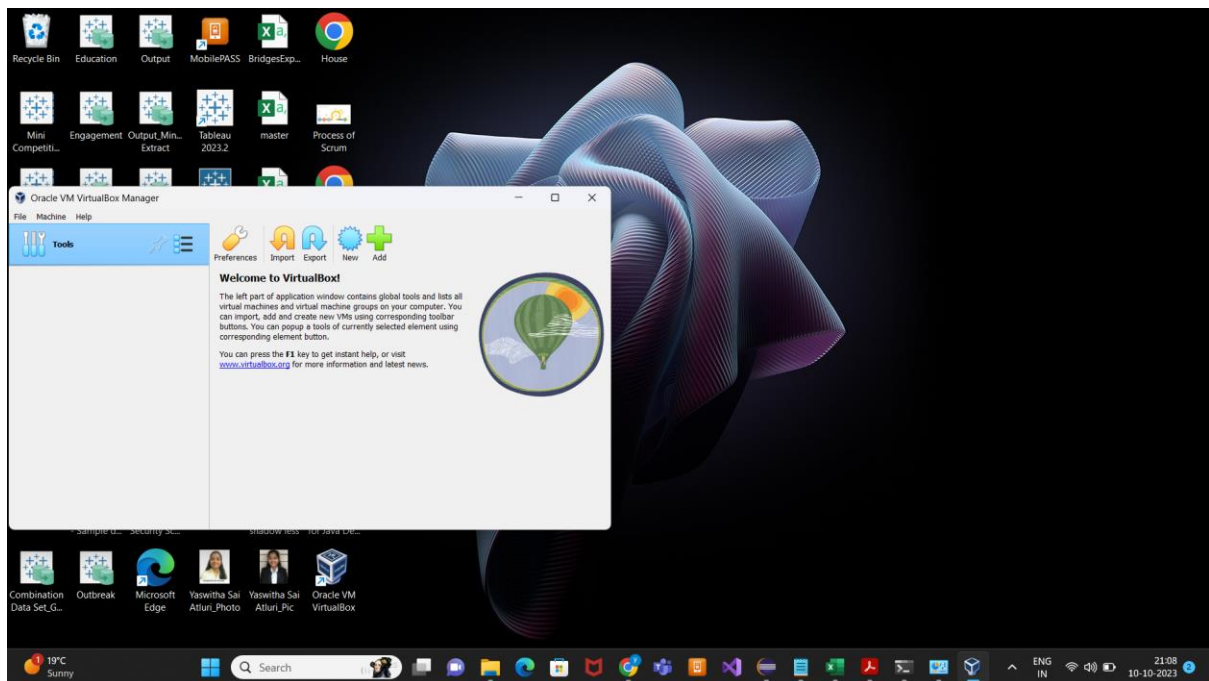 Recycle Bin
Education
Output
MobilePASS
BridgesExp...
House
Mini
Competiti...
Engagement
Output_Min...
Extract
Tableau
2023.2
master
Process of
Scrum
Oracle VM VirtualBox Manager
File Machine Help
Tools
Preferences Import Export New Add
Welcome to VirtualBox!
The left part of application window contains global tools and lists all
virtual machines and virtual machine groups on your computer. You
can import, add and create new VMs using corresponding toolbar
buttons. You can popup a tools of currently selected element using
corresponding element button.
You can press the F1 key to get instant help, or visit
www.virtualbox.org for more information and latest news.
Combination
Data Set_G...
Outbreak
Microsoft
Edge
Yaswitha Sai
Atluri_Photo
Yaswitha Sai
Atluri_Pic
Oracle VM
VirtualBox
1
19°C
Sunny
Search
ENG
IN
21:08
10-10-2023
2